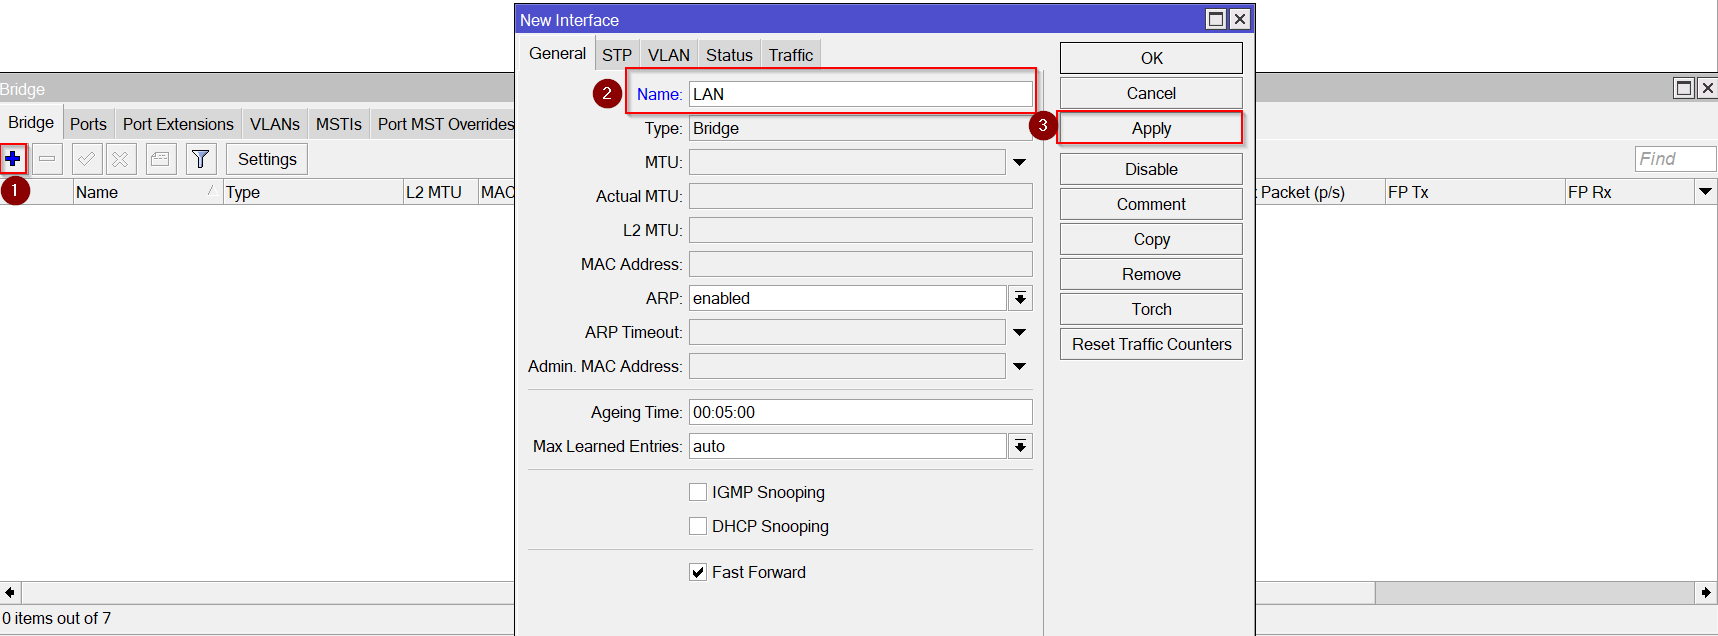 New Interface
General STP VLAN Status Traffic
OK
2 Name: LAN
Cancel
Type: Bridge
3 Apply
MTU:
Disable
Actual MTU:
Comment
L2 MTU:
Copy
MAC Address:
Remove
ARP: enabled
Torch
ARP Timeout:
Reset Traffic Counters
Admin. MAC Address:
Ageing Time: 00:05:00
Max Learned Entries: auto
IGMP Snooping
DHCP Snooping
Fast Forward
Bridge
Bridge Ports Port Extensions VLANs MSTIs Port MST Overrides
Settings
Find
1
Name Type L2 MTU MAC Packet (p/s) FP Tx FP Rx
0 items out of 7